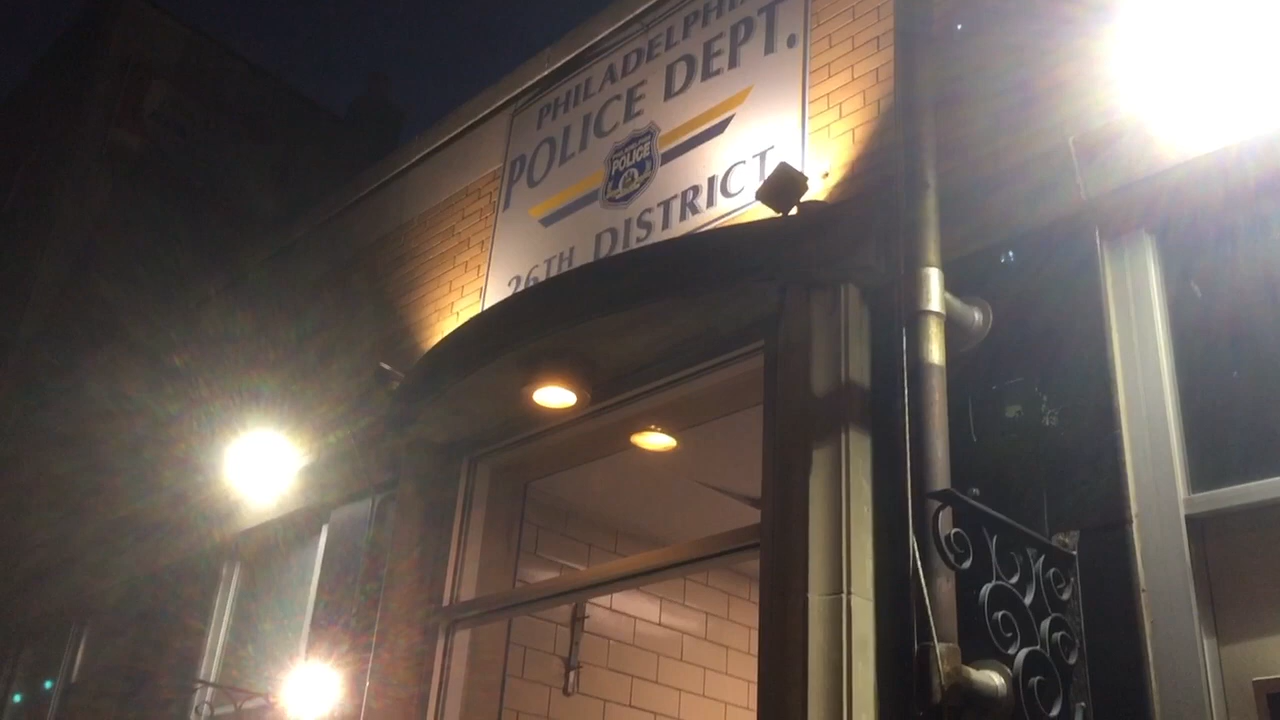 PHILADELPHIA
POLICE DEPT.
POLICE
26TH DISTRICT